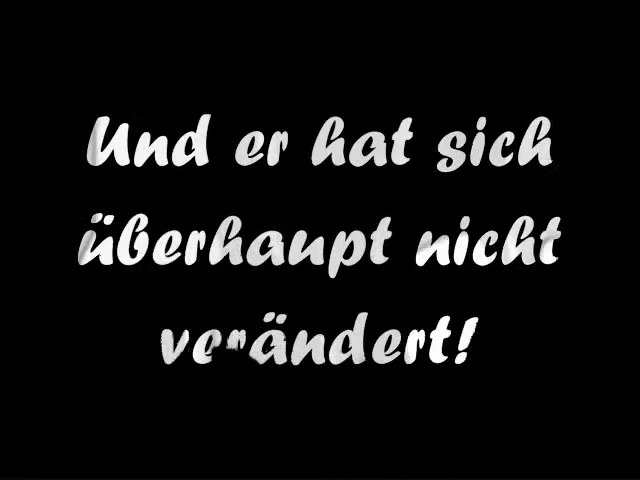 Und er hat sich
überhaupt nicht
verändert!